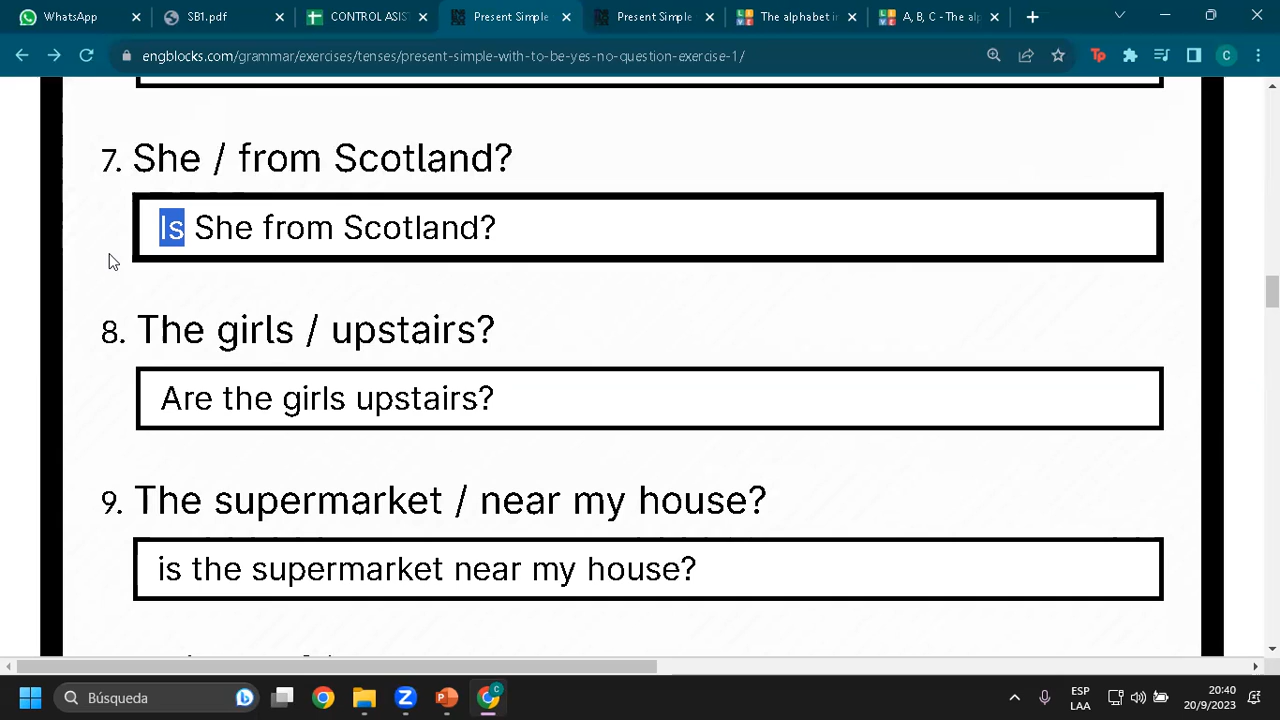 WhatsApp
SB1.pdf
CONTROL ASIS
Present Simple
Present Simple
The alphabet i
A, B, C - The al
engblocks.com/grammar/exercises/tenses/present-simple-with-to-be-yes-no-question-exercise-1/
Tp
C
7. She / from Scotland?
Is She from Scotland?
8. The girls / upstairs?
Are the girls upstairs?
9. The supermarket / near my house?
is the supermarket near my house?
Búsqueda
ESP
LAA
20:40
20/9/2023